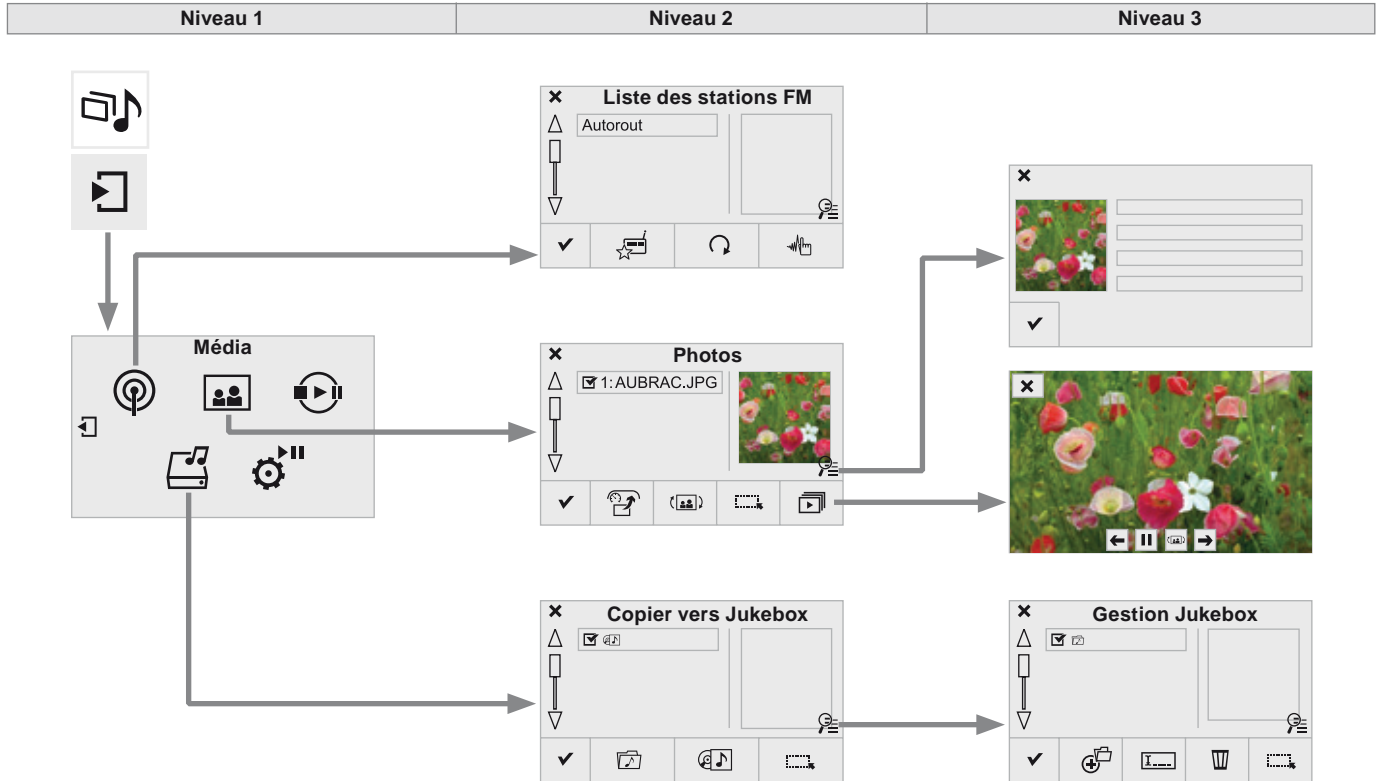 Niveau 1
Niveau 2
Niveau 3
Liste des stations FM
Autorout
Média
Photos
1: AUBRAC.JPG
Copier vers Jukebox
Gestion Jukebox